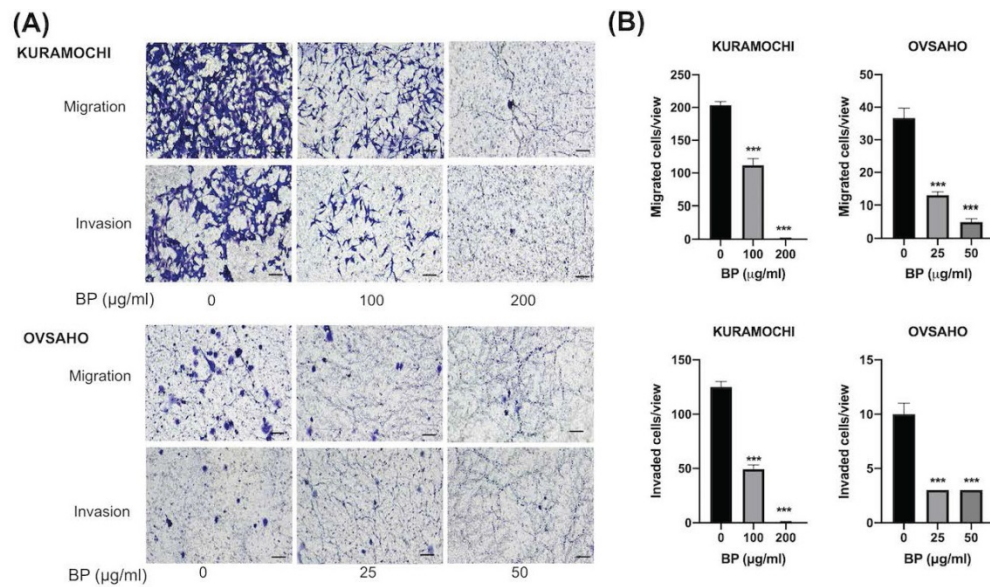 (A)
KURAMOCHI
Migration
Invasion
BP (µg/ml) 0 100 200
OVSAHO
Migration
Invasion
BP (µg/ml) 0 25 50
(B)
KURAMOCHI
Migrated cells/view
250
200
150
100
50
0
***
***
0 100 200
BP (µg/ml)
OVSAHO
Migrated cells/view
50
40
30
20
10
0
***
***
0 25 50
BP (µg/ml)
KURAMOCHI
Invaded cells/view
150
100
50
0
***
***
0 100 200
BP (µg/ml)
OVSAHO
Invaded cells/view
15
10
5
0
*** ***
0 25 50
BP (µg/ml)